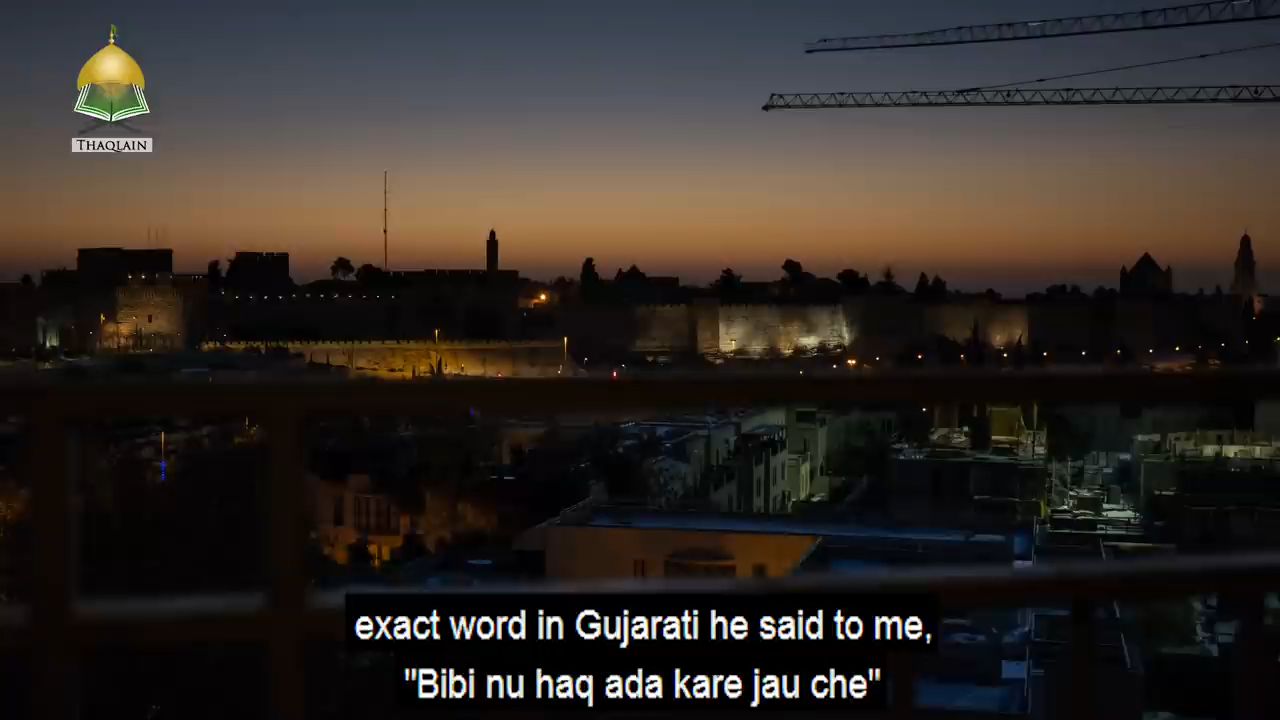 THAQLAIN
exact word in Gujarati he said to me,
"Bibi nu haq ada kare jau che"